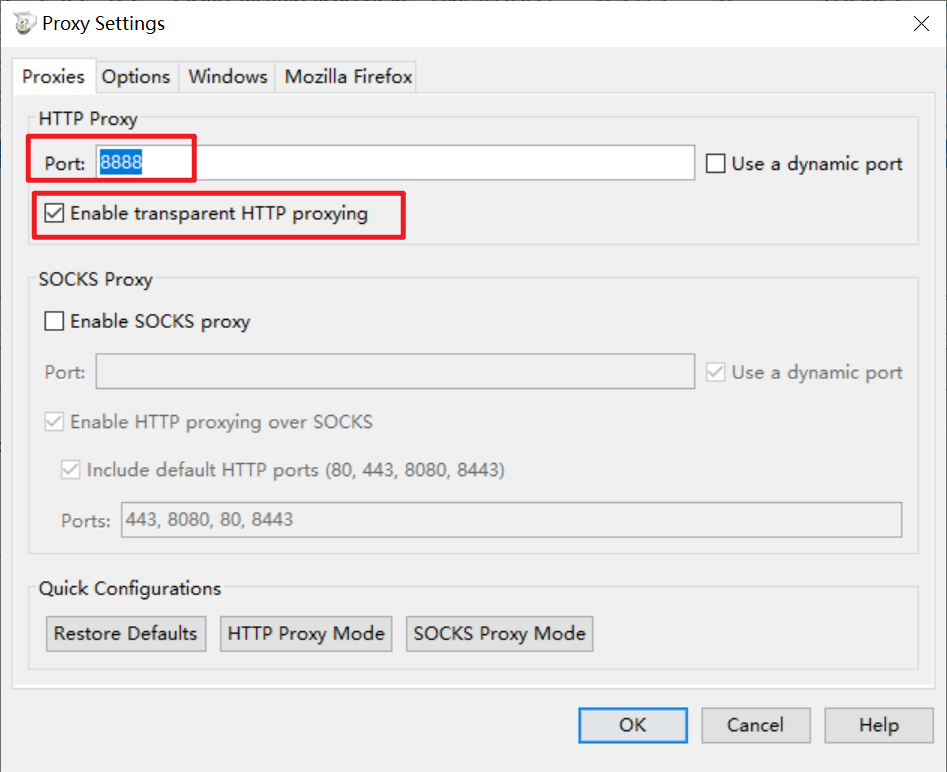 Proxy Settings
Proxies Options Windows Mozilla Firefox
HTTP Proxy
Port: 8888 Use a dynamic port
Enable transparent HTTP proxying
SOCKS Proxy
Enable SOCKS proxy
Port: Use a dynamic port
Enable HTTP proxying over SOCKS
Include default HTTP ports (80, 443, 8080, 8443)
Ports: 443, 8080, 80, 8443
Quick Configurations
Restore Defaults HTTP Proxy Mode SOCKS Proxy Mode
OK Cancel Help